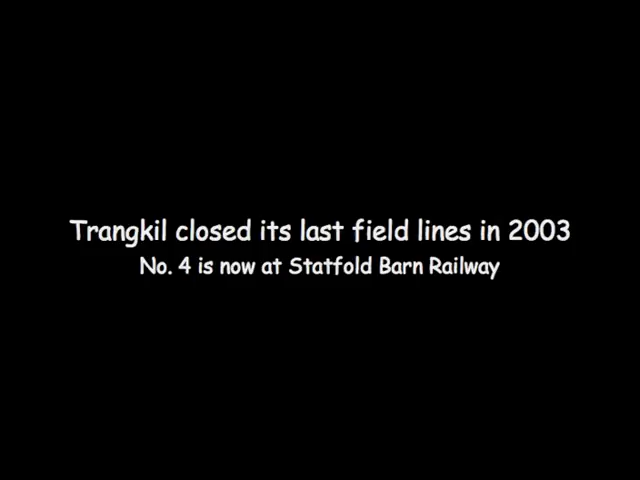 Trangkil closed its last field lines in 2003
No. 4 is now at Statfold Barn Railway